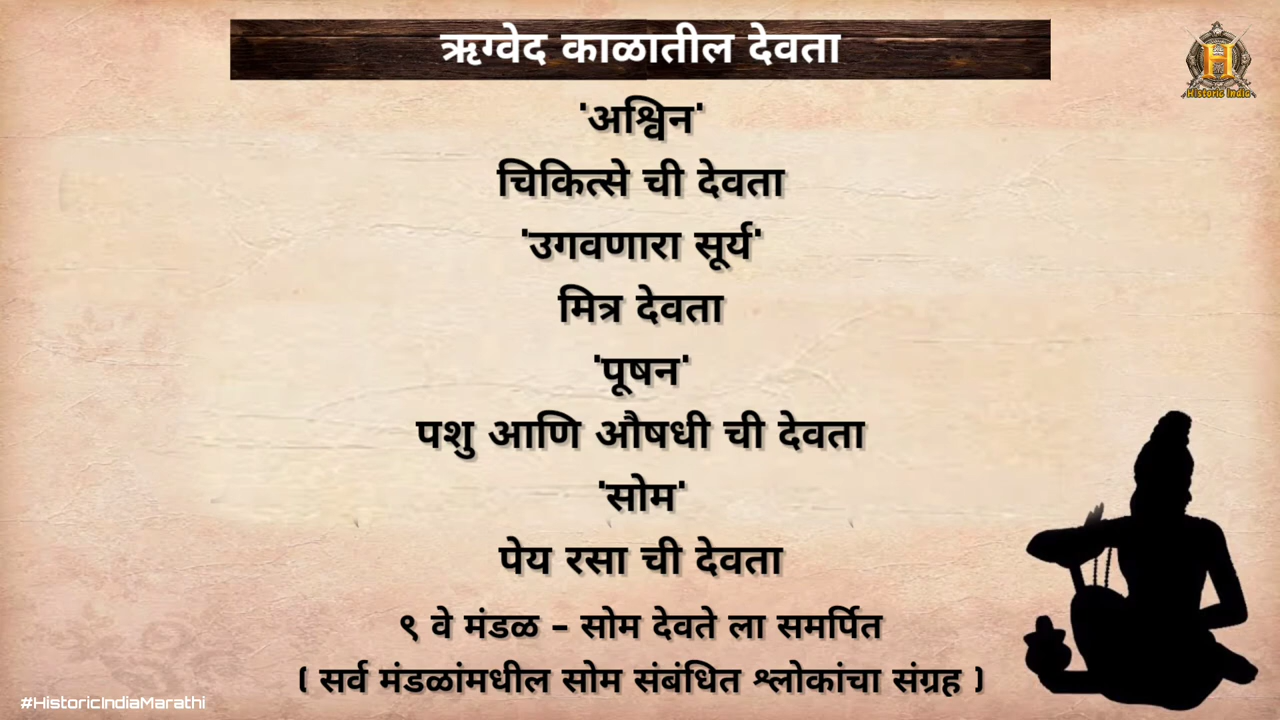 ऋग्वेद काळातील देवता
H
Historic India
'अश्विन'
चिकित्से ची देवता
'उगवणारा सूर्य'
मित्र देवता
'पूषन'
पशु आणि औषधी ची देवता
'सोम'
पेय रसा ची देवता
९ वे मंडळ – सोम देवते ला समर्पित
( सर्व मंडळांमधील सोम संबंधित श्लोकांचा संग्रह )
#HistoricIndiaMarathi